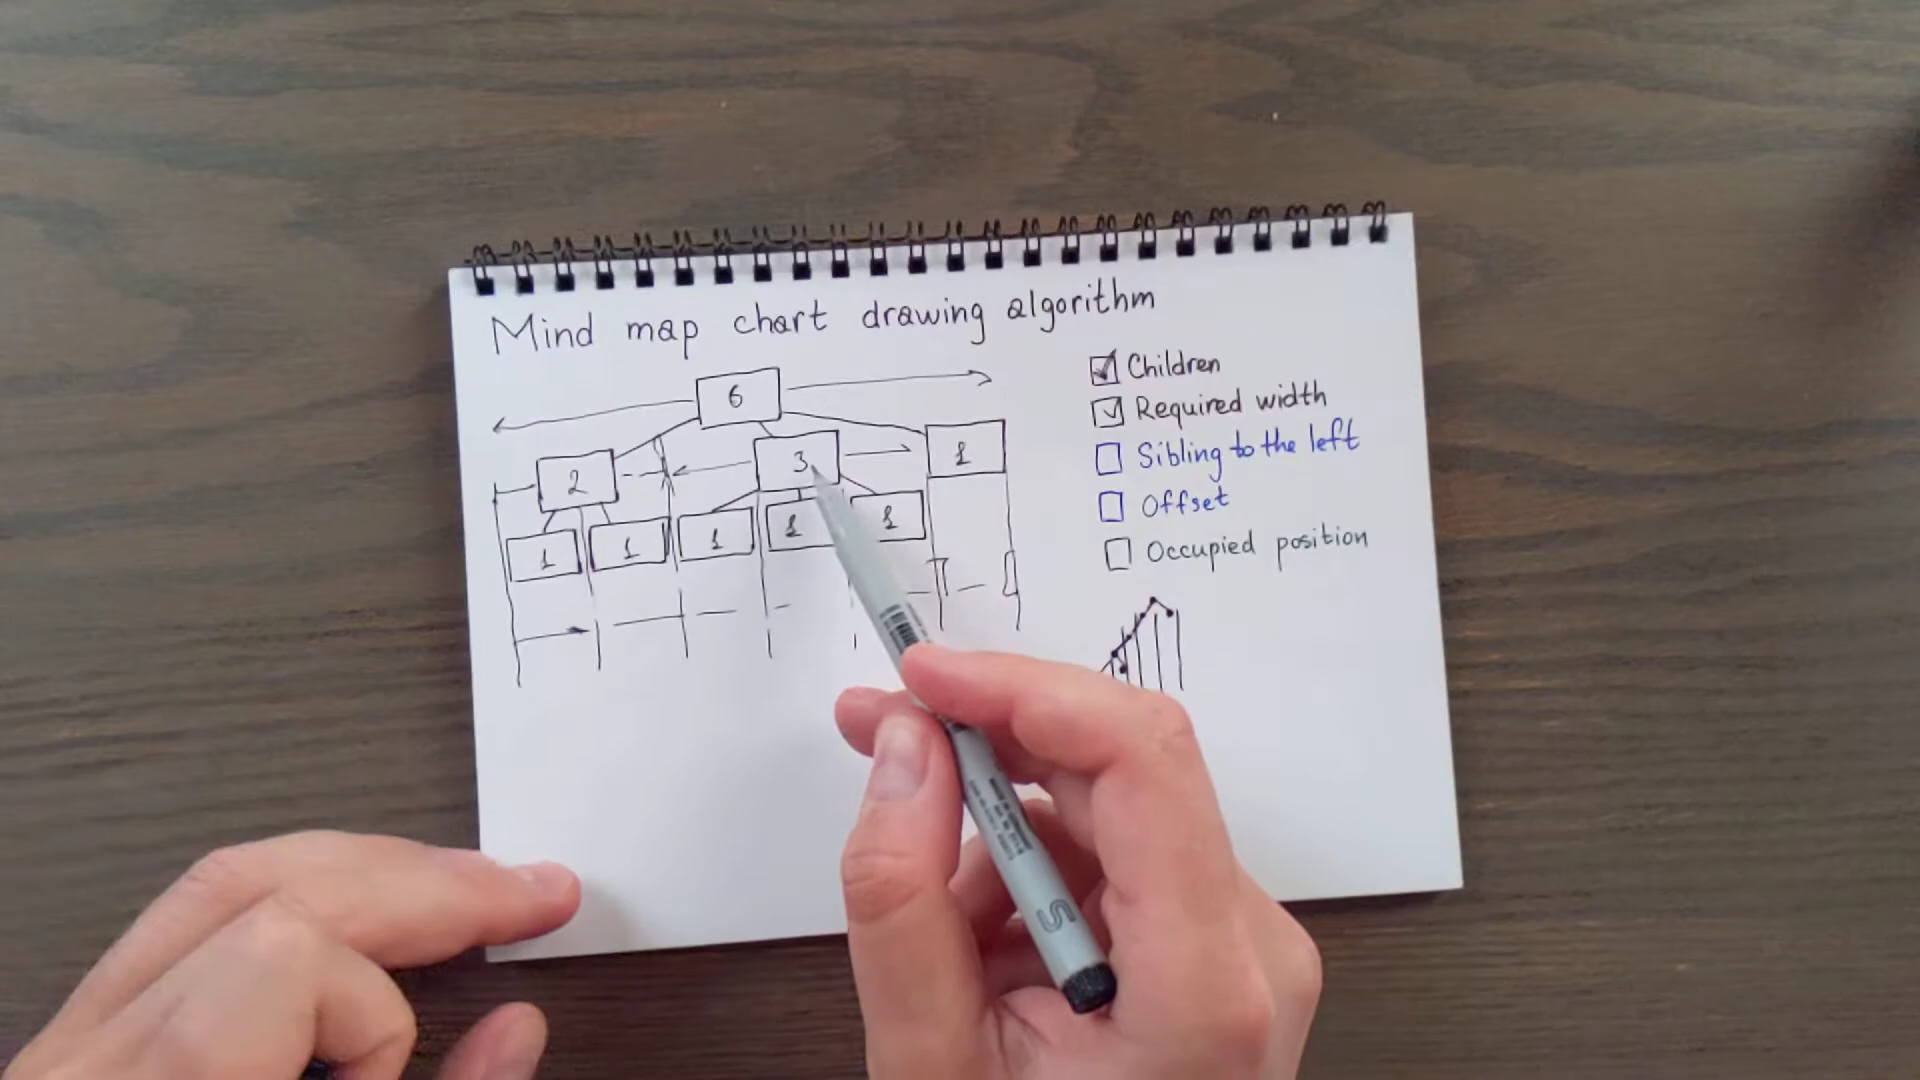 Mind map chart drawing algorithm
6
2 3 1
1 1 1 1 1
Children
Required width
Sibling to the left
Offset
Occupied position
S